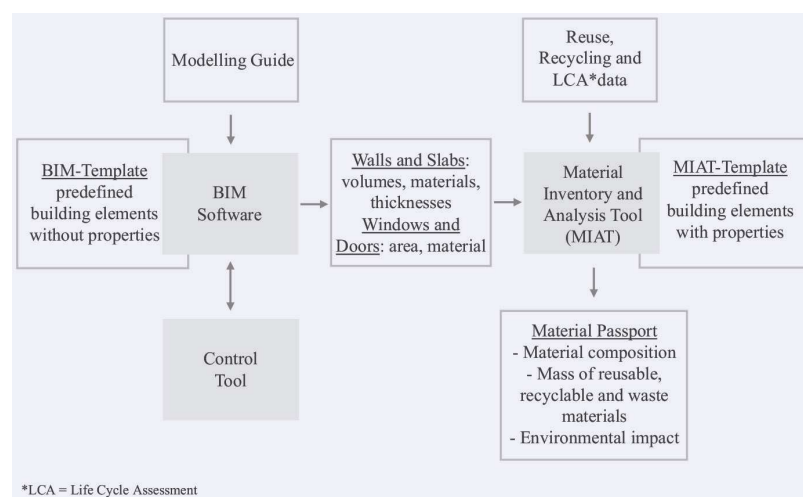 Modelling Guide
Reuse,
Recycling and
LCA*data
BIM-Template
predefined
building elements
without properties
BIM
Software
Walls and Slabs:
volumes, materials,
thicknesses
Windows and
Doors: area, material
Material
Inventory and
Analysis Tool
(MIAT)
MIAT-Template
predefined
building elements
with properties
Control
Tool
Material Passport
- Material composition
- Mass of reusable,
recyclable and waste
materials
- Environmental impact
*LCA = Life Cycle Assessment